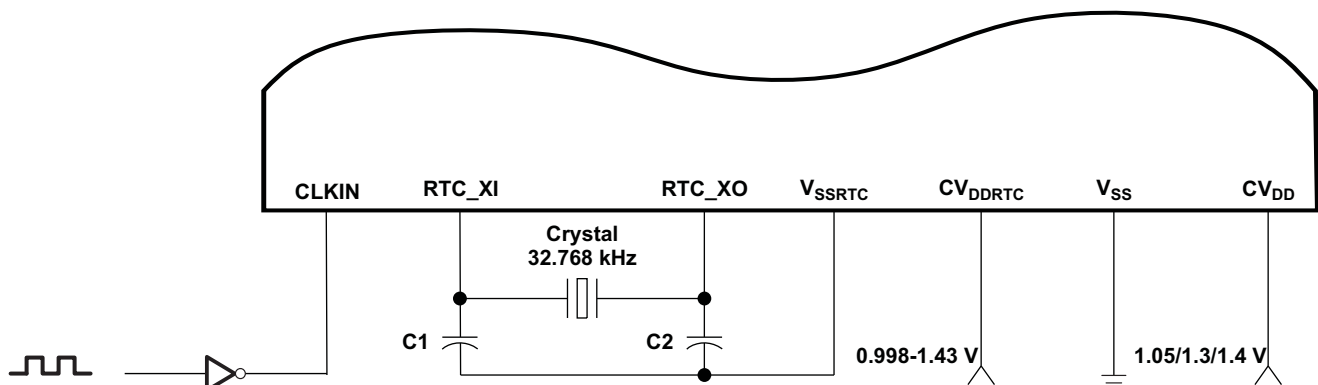 CLKIN RTC_XI RTC_XO VSSRTC CVDDRTC VSS CVDD
Crystal
32.768 kHz
C1 C2 0.998-1.43 V 1.05/1.3/1.4 V